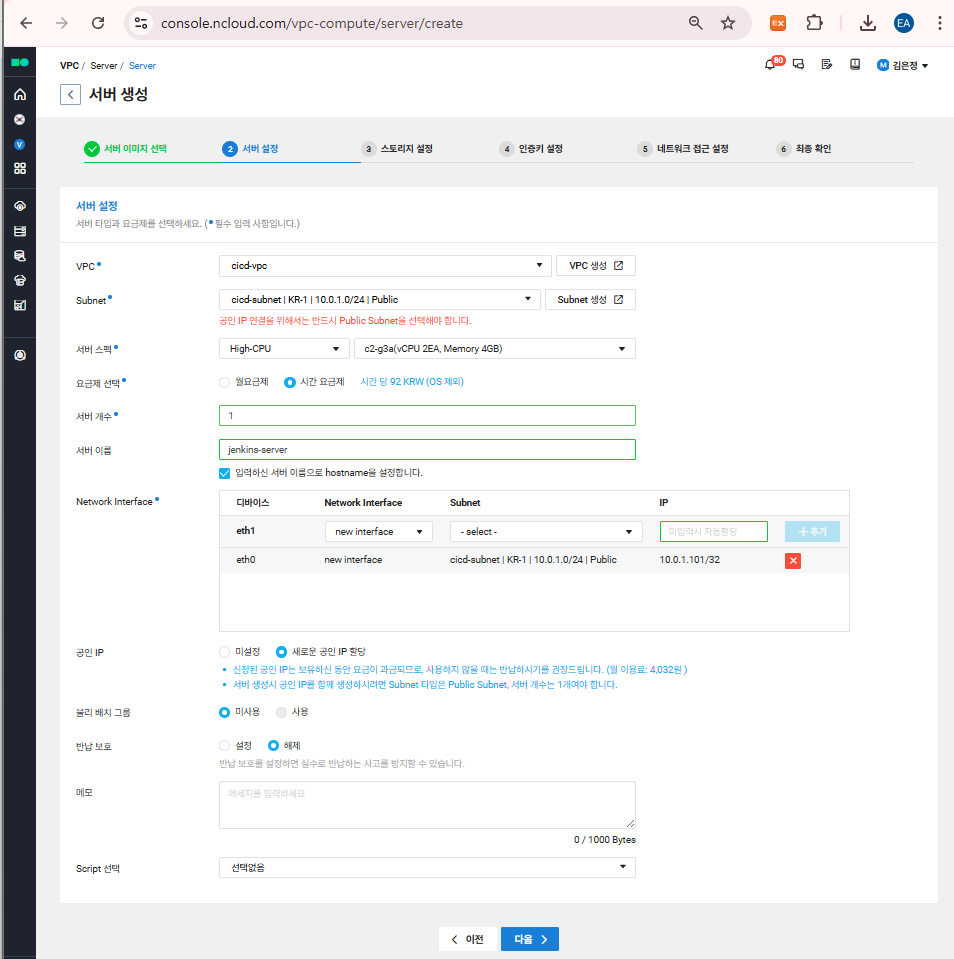 console.ncloud.com/vpc-compute/server/create
EA
VPC / Server / Server
80
M 김은정
서버 생성
서버 이미지 선택
2 서버 설정
3 스토리지 설정
4 인증키 설정
5 네트워크 접근 설정
6 최종 확인
서버 설정
서버 타입과 요금제를 선택하세요. (• 필수 입력 사항입니다.)
VPC•
cicd-vpc
VPC 생성
Subnet•
cicd-subnet | KR-1 | 10.0.1.0/24 | Public
Subnet 생성
공인 IP 연결을 위해서는 반드시 Public Subnet을 선택해야 합니다.
서버 스펙•
High-CPU
c2-g3a(vCPU 2EA, Memory 4GB)
요금제 선택•
월요금제
시간 요금제
시간 당 92 KRW (OS 제외)
서버 개수•
1
서버 이름
jenkins-server
입력하신 서버 이름으로 hostname을 설정합니다.
Network Interface•
디바이스 Network Interface Subnet IP
eth1 new interface - select - 미입력시 자동할당 + 추가
eth0 new interface cicd-subnet | KR-1 | 10.0.1.0/24 | Public 10.0.1.101/32
공인 IP
미설정
새로운 공인 IP 할당
• 신청된 공인 IP는 보유하신 동안 요금이 과금되므로, 사용하지 않을 때는 반납하시기를 권장드립니다. (월 이용료: 4,032원 )
• 서버 생성시 공인 IP를 함께 생성하시려면 Subnet 타입은 Public Subnet, 서버 개수는 1개여야 합니다.
물리 배치 그룹
미사용
사용
반납 보호
설정
해제
반납 보호를 설정하면 실수로 반납하는 사고를 방지할 수 있습니다.
메모
메세지를 입력하세요
0 / 1000 Bytes
Script 선택
선택없음
이전
다음